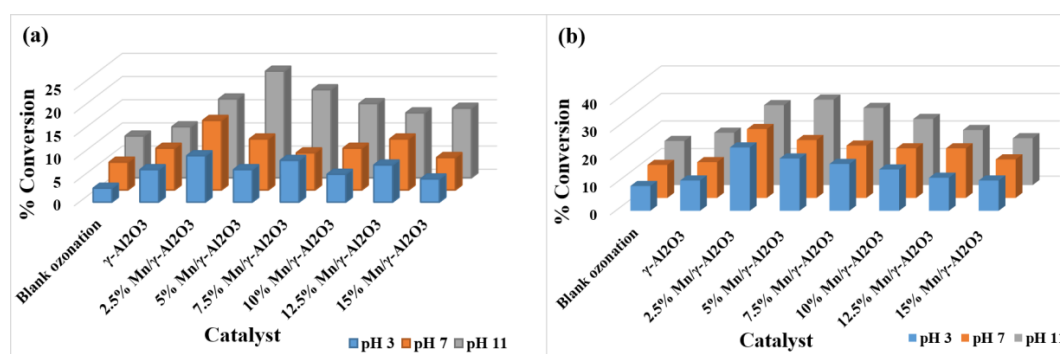 (a)
% Conversion
25
20
15
10
5
0
Blank ozonation
γ-Al2O3
2.5% Mn/γ-Al2O3
5% Mn/γ-Al2O3
7.5% Mn/γ-Al2O3
10% Mn/γ-Al2O3
12.5% Mn/γ-Al2O3
15% Mn/γ-Al2O3
Catalyst
pH 3 pH 7 pH 11
(b)
% Conversion
40
30
20
10
0
Blank ozonation
γ-Al2O3
2.5% Mn/γ-Al2O3
5% Mn/γ-Al2O3
7.5% Mn/γ-Al2O3
10% Mn/γ-Al2O3
12.5% Mn/γ-Al2O3
15% Mn/γ-Al2O3
Catalyst
pH 3 pH 7 pH 11